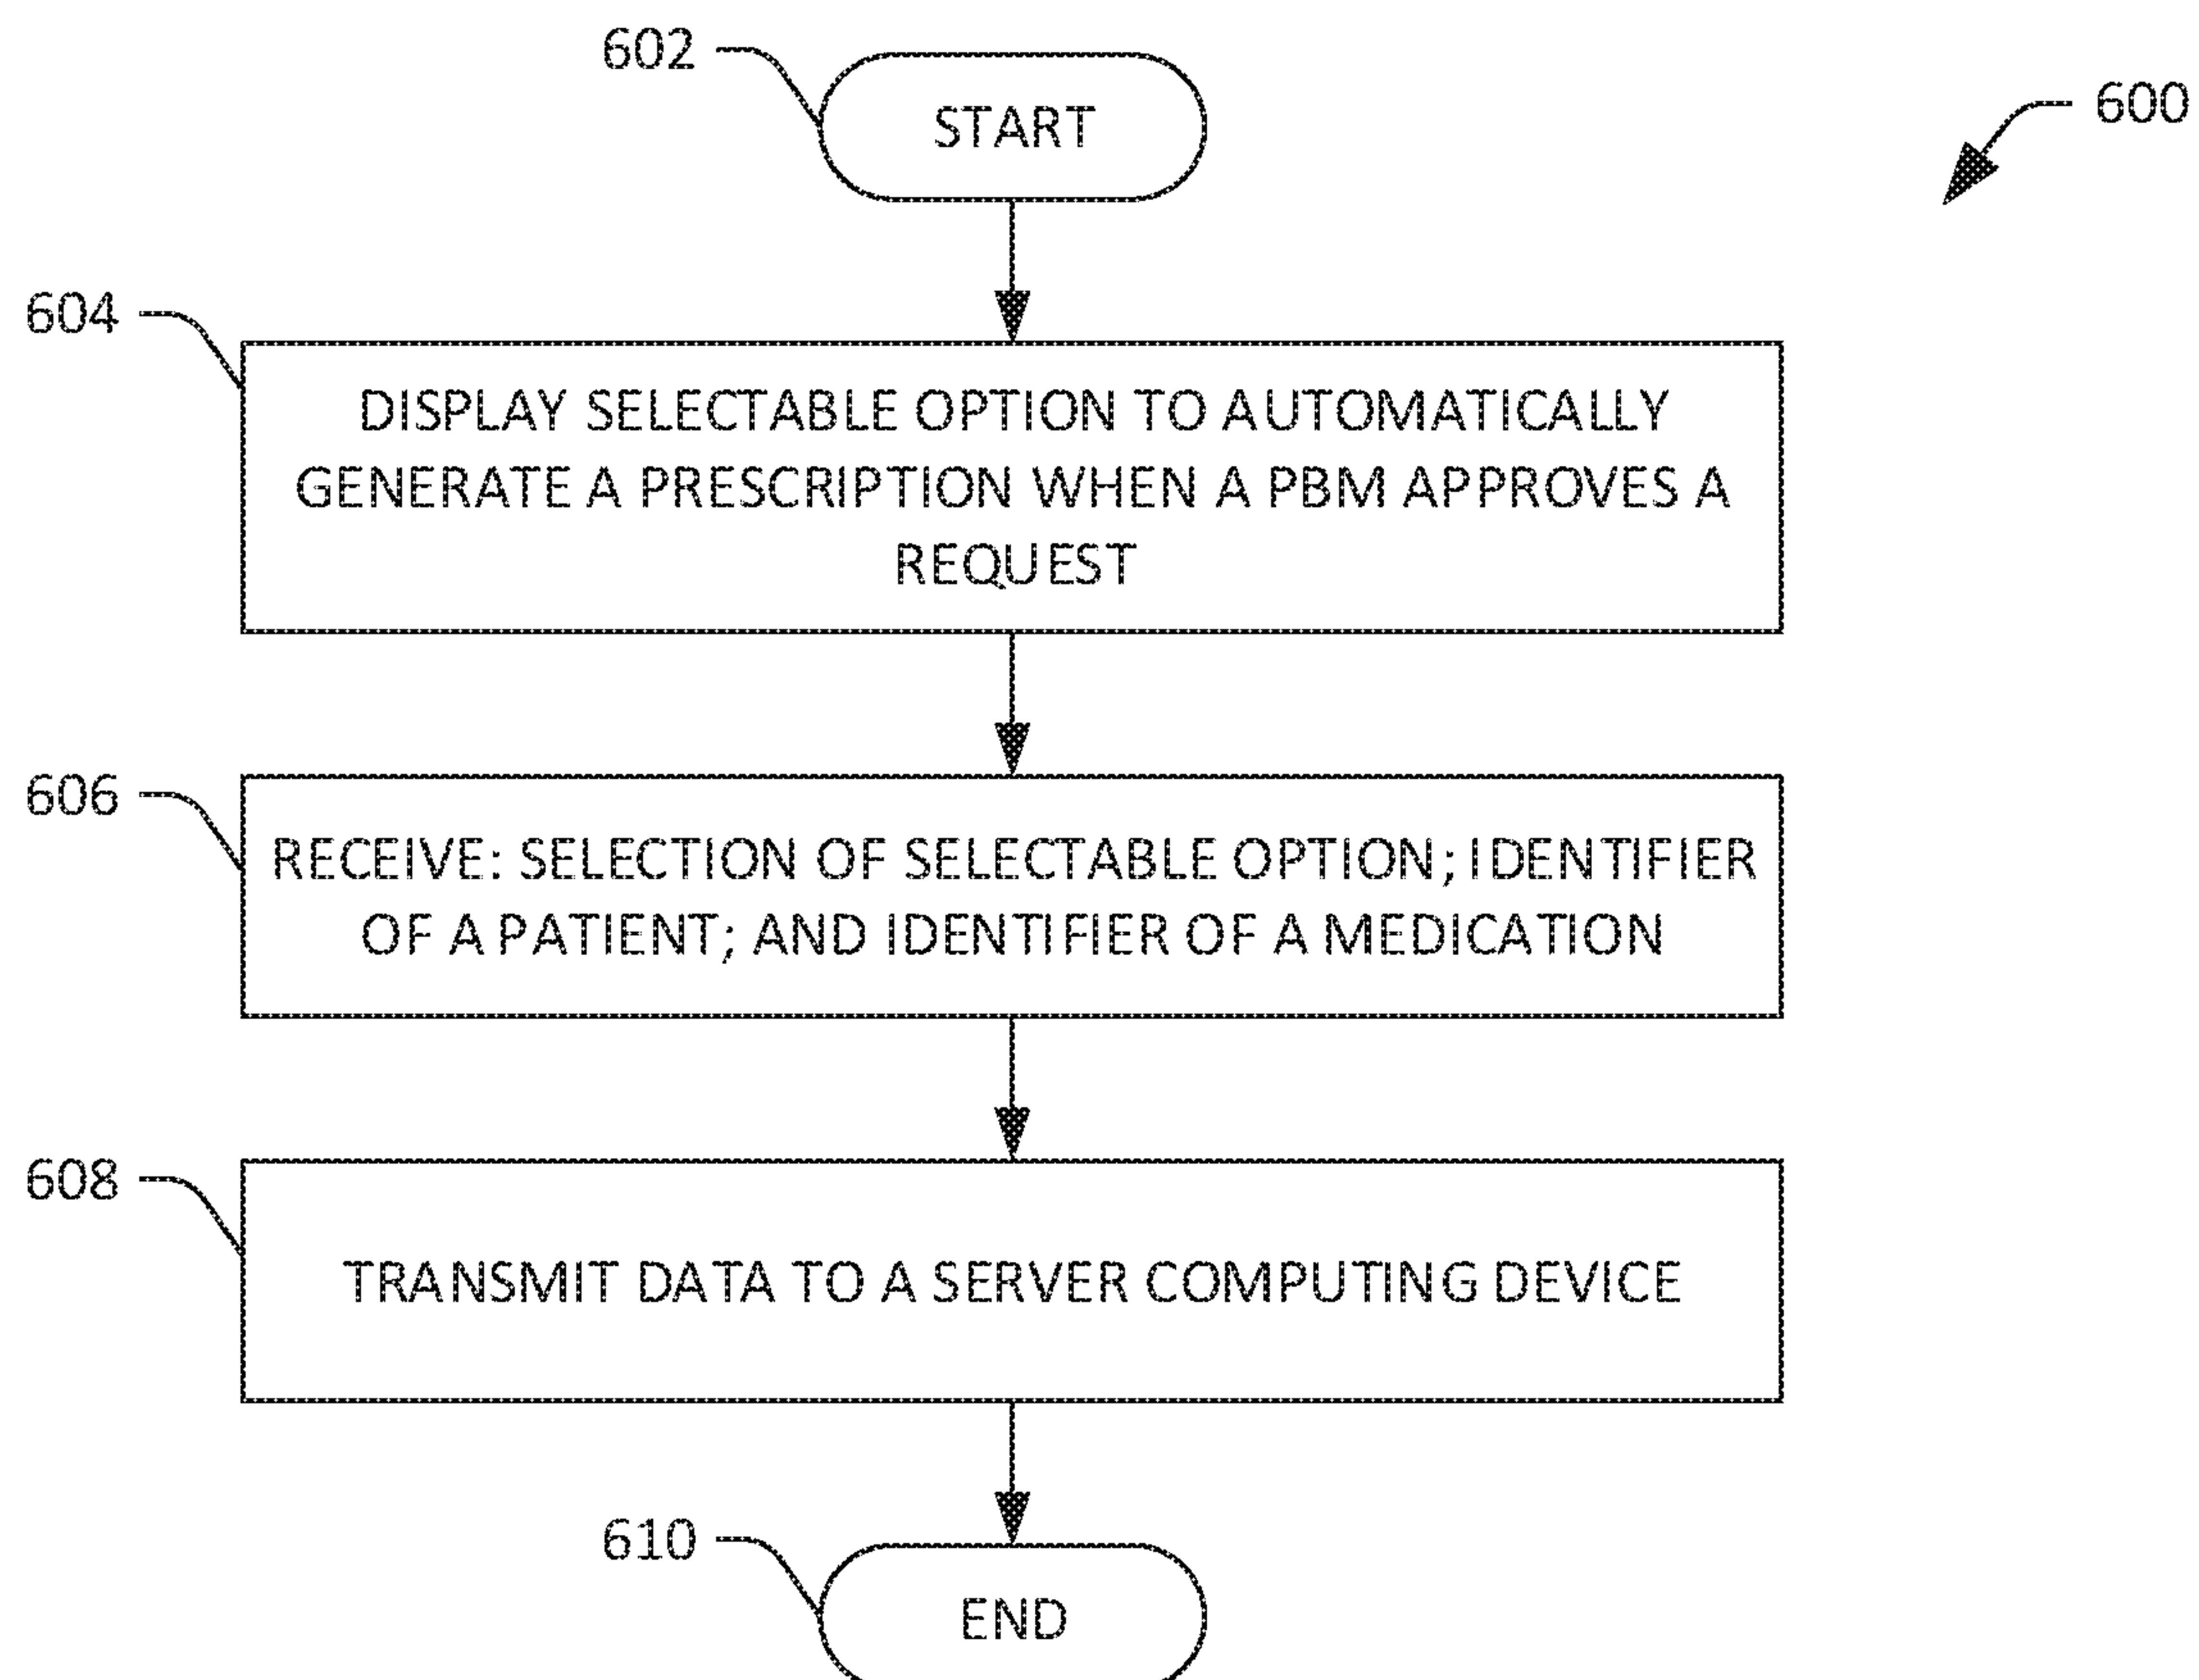 602
START
600
604
DISPLAY SELECTABLE OPTION TO AUTOMATICALLY
GENERATE A PRESCRIPTION WHEN A PBM APPROVES A
REQUEST
606
RECEIVE: SELECTION OF SELECTABLE OPTION; IDENTIFIER
OF A PATIENT; AND IDENTIFIER OF A MEDICATION
608
TRANSMIT DATA TO A SERVER COMPUTING DEVICE
610
END